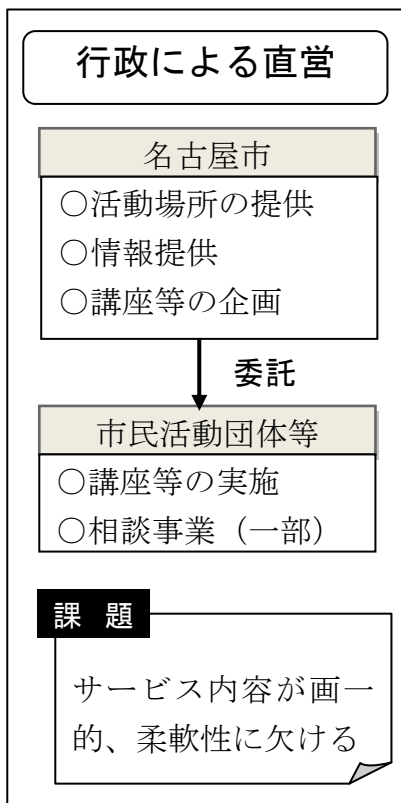 行政による直営
名古屋市
○活動場所の提供
○情報提供
○講座等の企画
委託
市民活動団体等
○講座等の実施
○相談事業（一部）
課　題
サービス内容が画一
的、柔軟性に欠ける